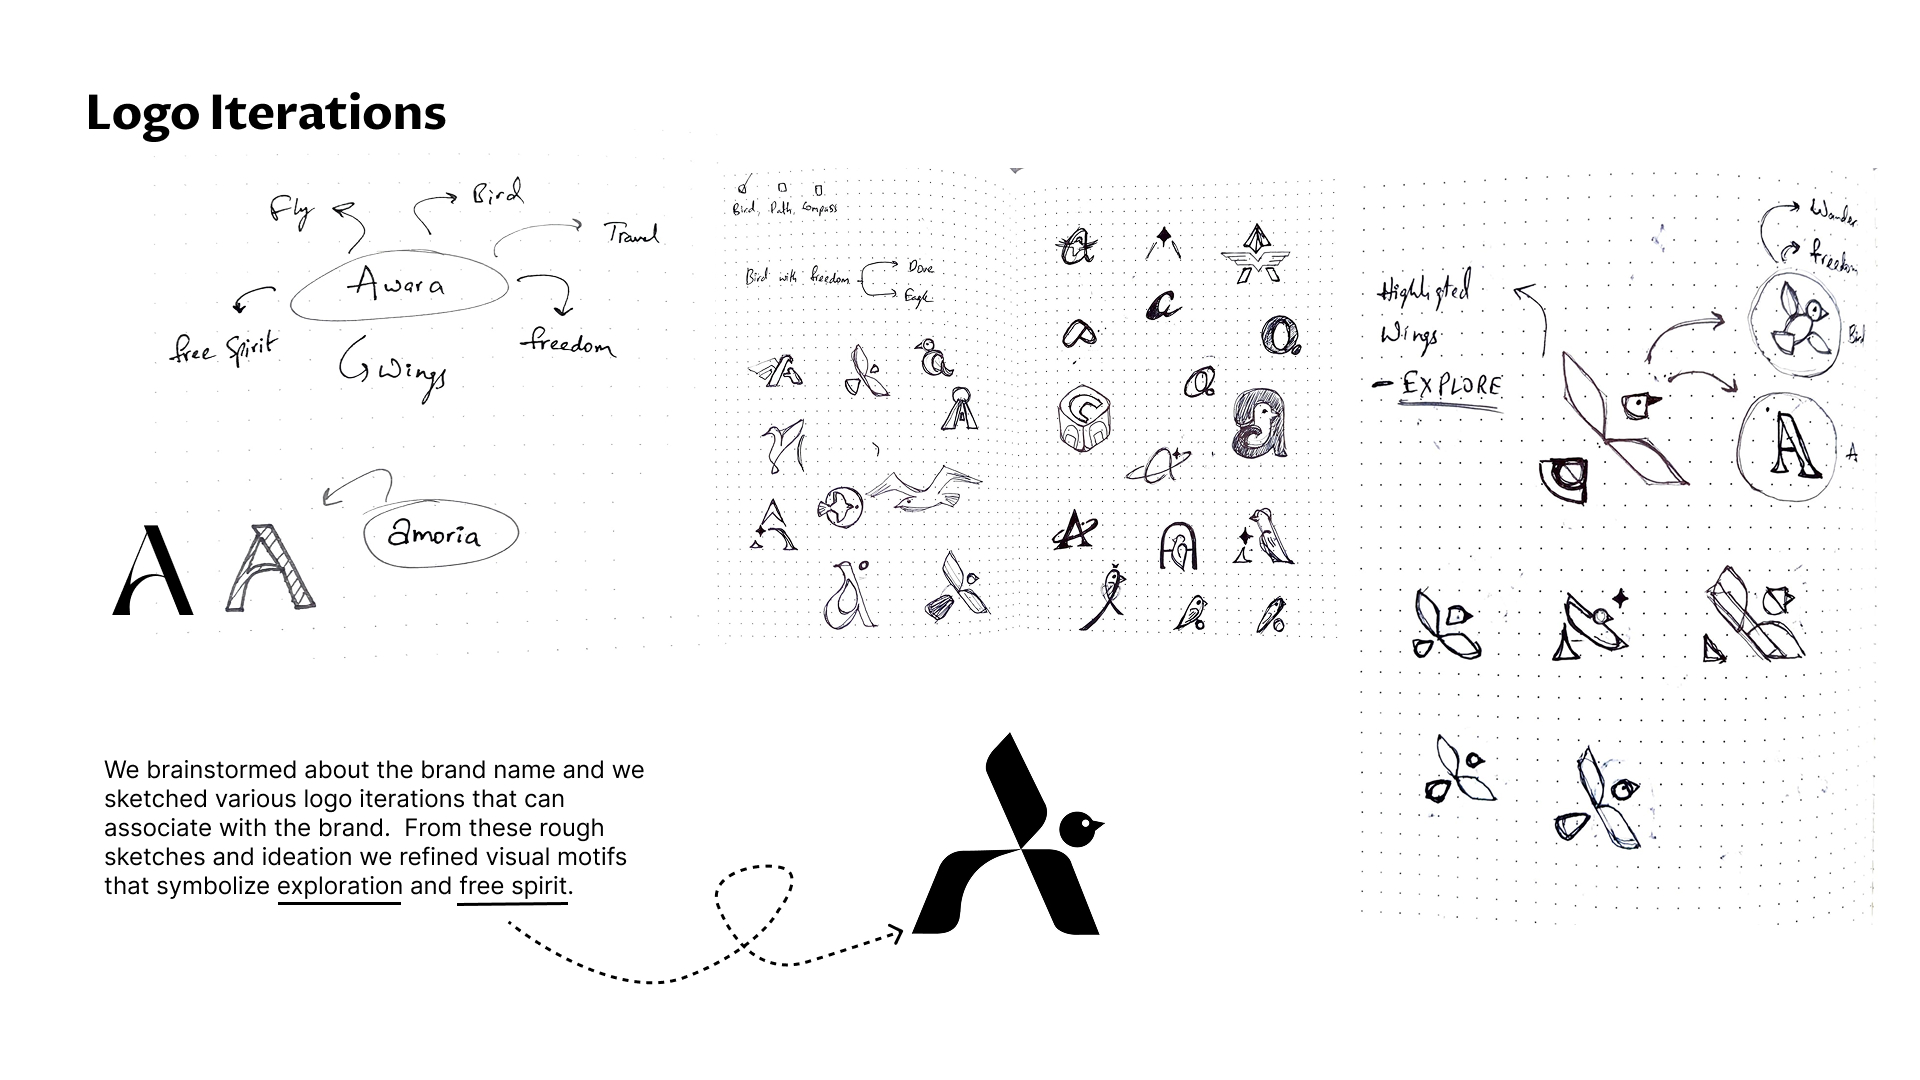 Logo Iterations
Fly
Bird
Travel
Awara
free Spirit
Wings
freedom
amoria
A A
Bird, Path, Compass
Bird with freedom
Dove
Eagle
Wander
freedom
Highligted
Wings
- EXPLORE
Bird
A
A
We brainstormed about the brand name and we
sketched various logo iterations that can
associate with the brand. From these rough
sketches and ideation we refined visual motifs
that symbolize exploration and free spirit.